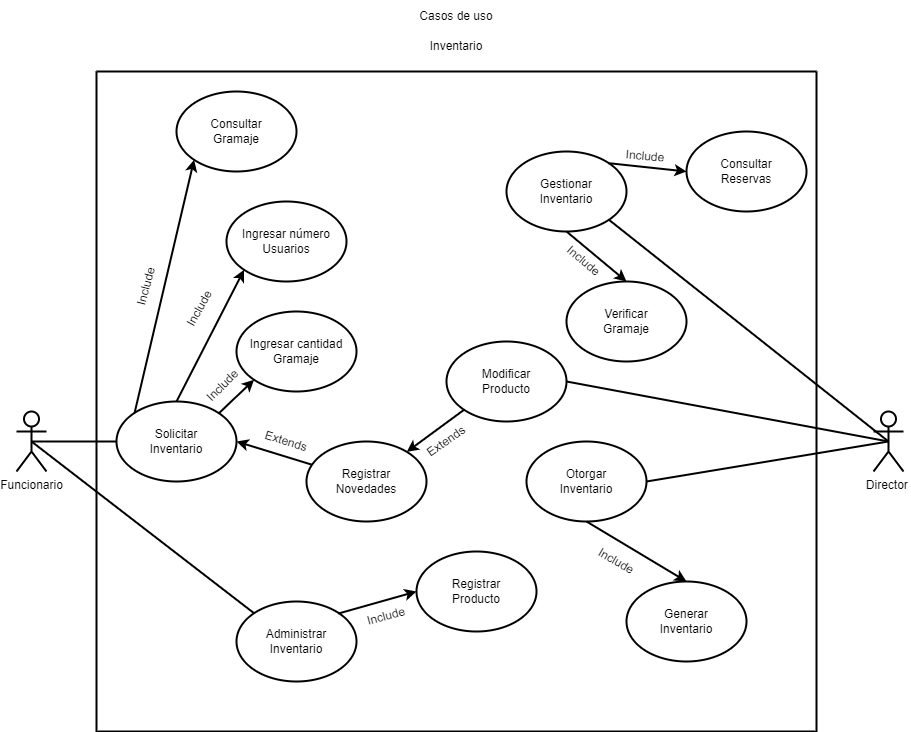 Casos de uso
Inventario
Consultar
Gramaje
Include
Consultar
Reservas
Gestionar
Inventario
Ingresar número
Usuarios
Include
Include
Include
Verificar
Gramaje
Ingresar cantidad
Gramaje
Include
Modificar
Producto
Solicitar
Inventario
Extends
Extends
Registrar
Novedades
Otorgar
Inventario
Funcionario
Director
Include
Registrar
Producto
Include
Administrar
Inventario
Generar
Inventario